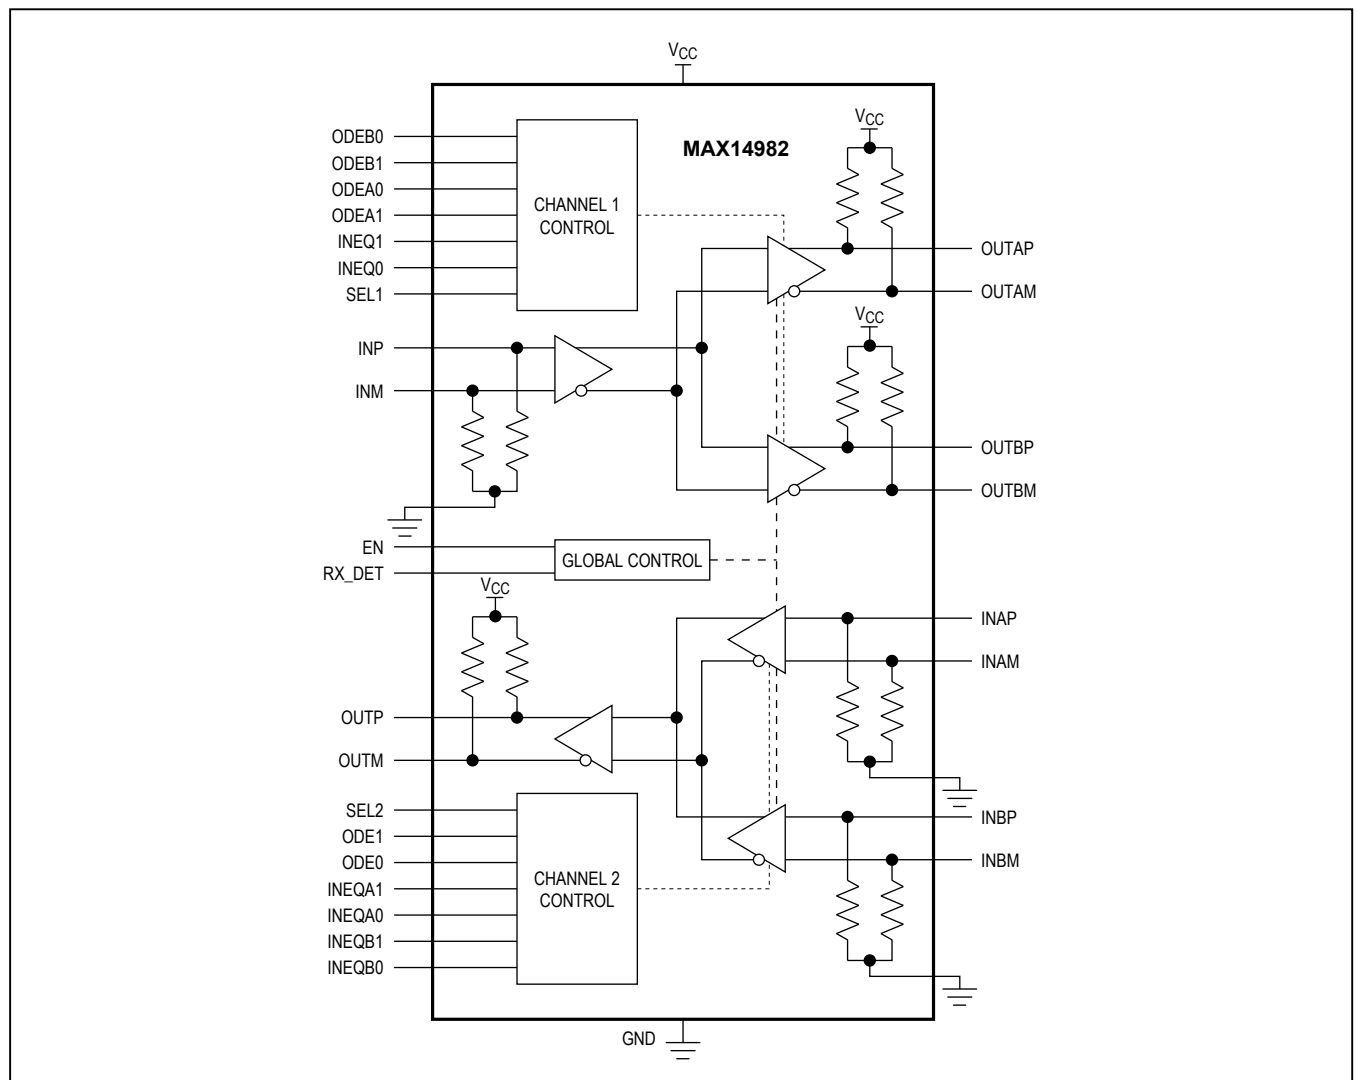 VCC
MAX14982
VCC
ODEB0
ODEB1
ODEA0
ODEA1
INEQ1
INEQ0
SEL1
CHANNEL 1
CONTROL
OUTAP
OUTAM
VCC
INP
INM
OUTBP
OUTBM
EN
RX_DET
GLOBAL CONTROL
VCC
INAP
INAM
OUTP
OUTM
SEL2
ODE1
ODE0
INEQA1
INEQA0
INEQB1
INEQB0
CHANNEL 2
CONTROL
INBP
INBM
GND